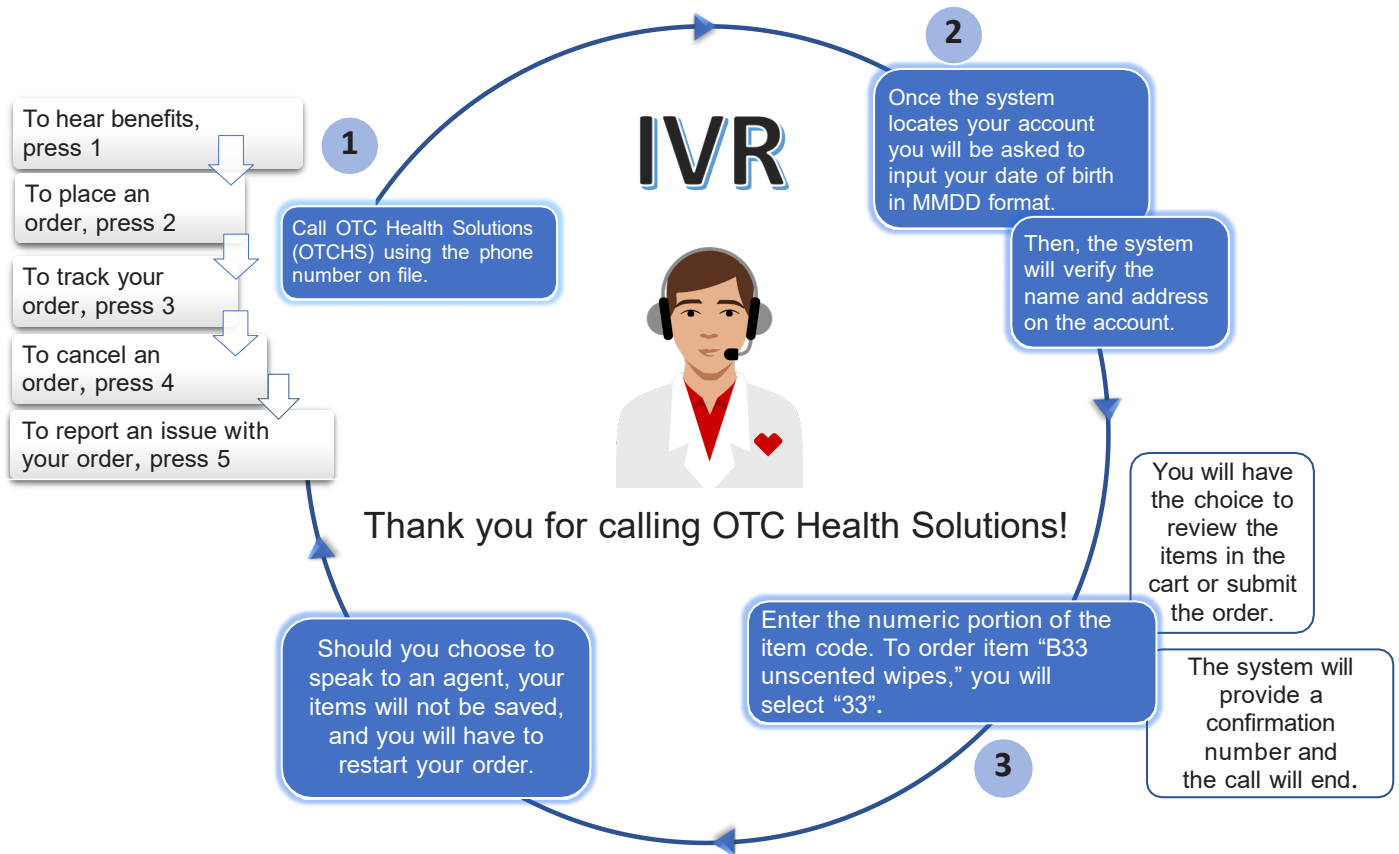 IVR
To hear benefits,
press 1
To place an
order, press 2
To track your
order, press 3
To cancel an
order, press 4
To report an issue with
your order, press 5
1
Call OTC Health Solutions
(OTCHS) using the phone
number on file.
2
Once the system
locates your account
you will be asked to
input your date of birth
in MMDD format.
Then, the system
will verify the
name and address
on the account.
Thank you for calling OTC Health Solutions!
3
Enter the numeric portion of the
item code. To order item “B33
unscented wipes,” you will
select “33”.
You will have
the choice to
review the
items in the
cart or submit
the order.
The system will
provide a
confirmation
number and
the call will end.
Should you choose to
speak to an agent, your
items will not be saved,
and you will have to
restart your order.